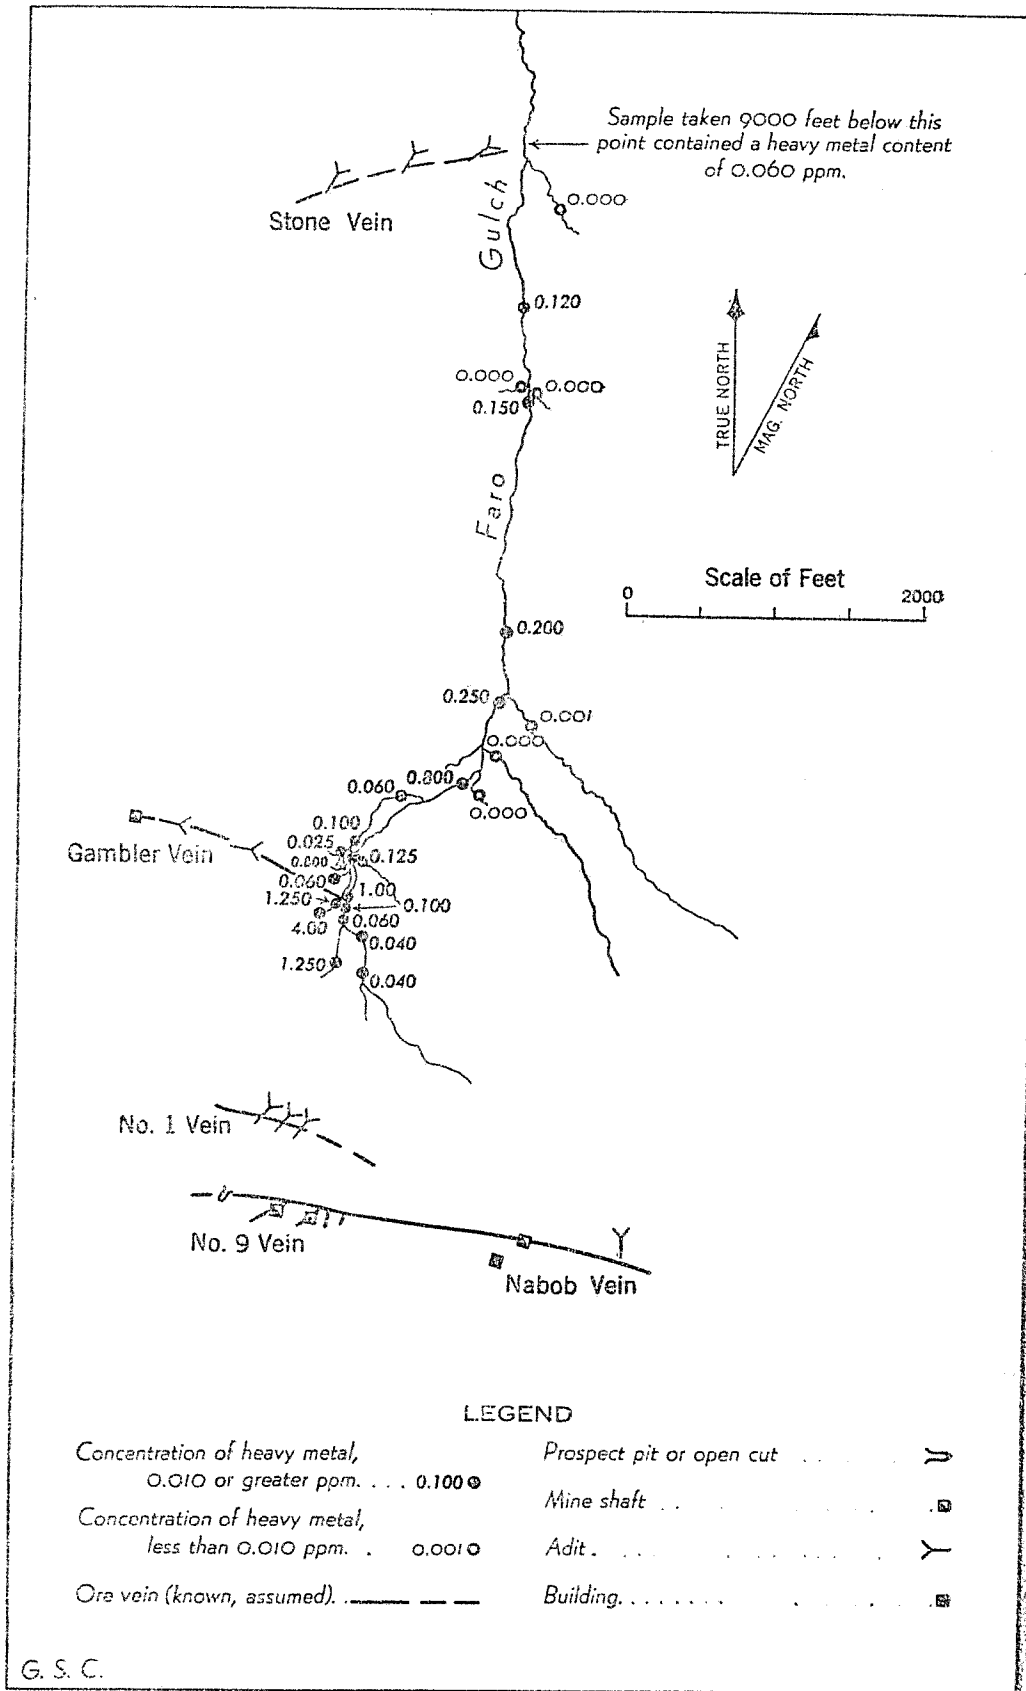 Sample taken 9000 feet below this
point contained a heavy metal content
of 0.060 ppm.
0.000
Stone Vein
Gulch
0.120
0.000
0.000
0.150
TRUE NORTH
MAG. NORTH
Faro
Scale of Feet
0
2000
0.200
0.250
0.001
0.000
0.800
0.060
0.000
0.100
Gambler Vein
0.025
0.125
0.800
0.060
1.00
1.250
0.100
4.00
0.060
0.040
1.250
0.040
No. 1 Vein
No. 9 Vein
Nabob Vein
LEGEND
Concentration of heavy metal,
0.010 or greater ppm. . . . 0.100
Concentration of heavy metal,
less than 0.010 ppm. . 0.001
Ore vein (known, assumed). .
Prospect pit or open cut
Mine shaft
Adit
Building
G. S. C.